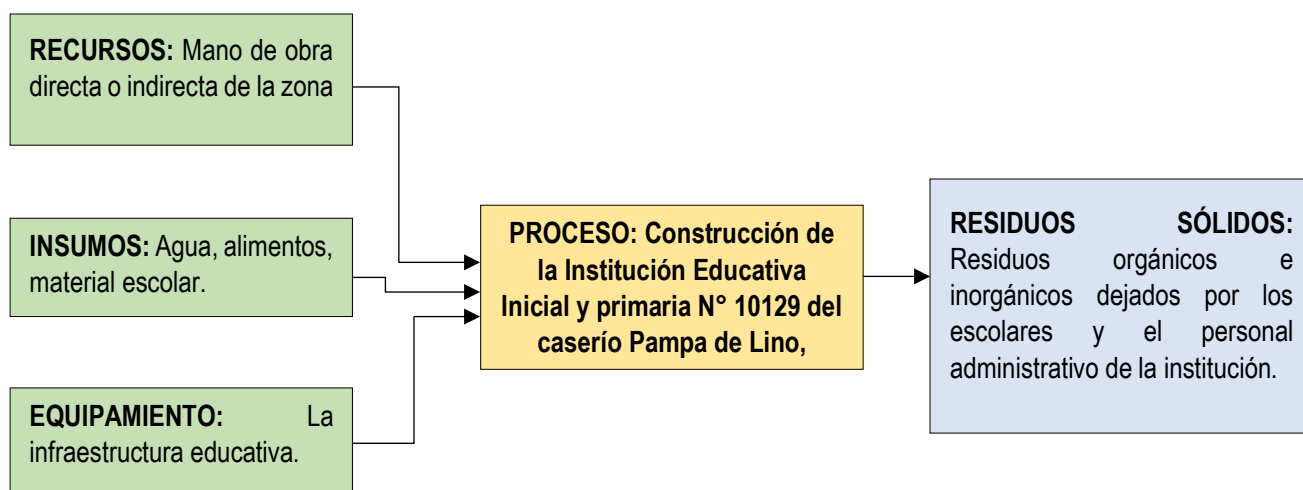 RECURSOS: Mano de obra
directa o indirecta de la zona
INSUMOS: Agua, alimentos,
material escolar.
EQUIPAMIENTO: La
infraestructura educativa.
PROCESO: Construcción de
la Institución Educativa
Inicial y primaria N° 10129 del
caserío Pampa de Lino,
RESIDUOS SÓLIDOS:
Residuos orgánicos e
inorgánicos dejados por los
escolares y el personal
administrativo de la institución.